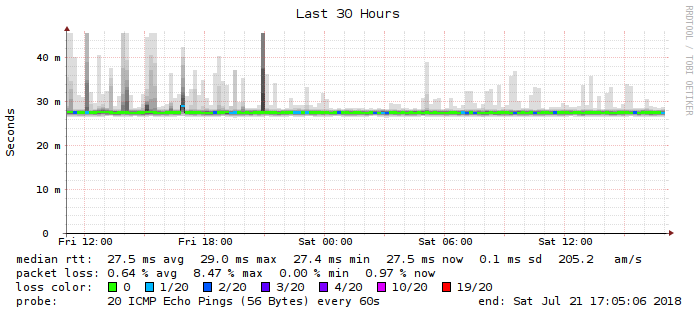 Last 30 Hours
RRDTOOL / TOBI OETIKER
Seconds
40 m
30 m
20 m
10 m
0
Fri 12:00 Fri 18:00 Sat 00:00 Sat 06:00 Sat 12:00
median rtt: 27.5 ms avg 29.0 ms max 27.4 ms min 27.5 ms now 0.1 ms sd 205.2 am/s
packet loss: 0.64 % avg 8.47 % max 0.00 % min 0.97 % now
loss color: 0 1/20 2/20 3/20 4/20 10/20 19/20
probe: 20 ICMP Echo Pings (56 Bytes) every 60s end: Sat Jul 21 17:05:06 2018